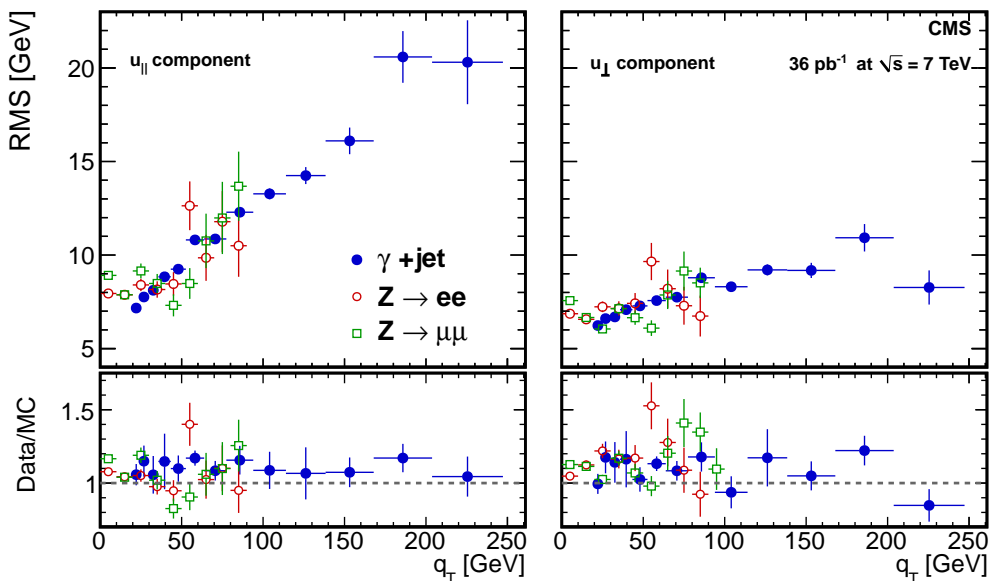 RMS [GeV]
20
15
10
5
u|| component
γ +jet
Z → ee
Z → μμ
CMS
u⊥ component
36 pb⁻¹ at √s = 7 TeV
Data/MC
1.5
1
0 50 100 150 200 250
q_T [GeV]
0 50 100 150 200 250
q_T [GeV]